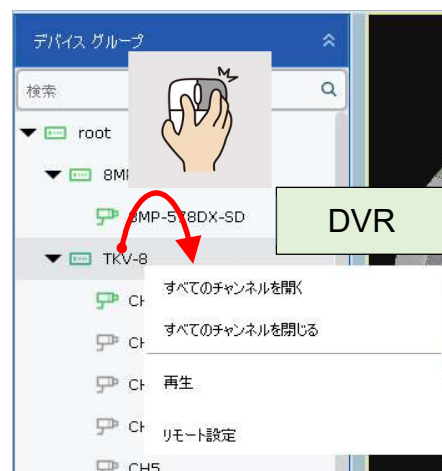 デバイス グループ
検索
root
8M
8MP-578DX-SD
DVR
TKV-8
すべてのチャンネルを開く
CH
すべてのチャンネルを閉じる
CH
再生
CH
CH
リモート設定
CH5